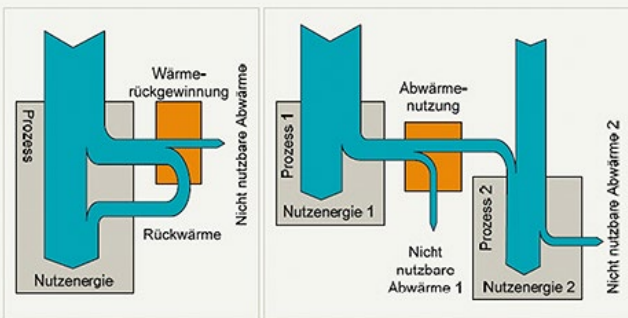 Prozess
Wärme-
rückgewinnung
Nicht nutzbare Abwärme
Rückwärme
Nutzenergie
Prozess 1
Abwärme-
nutzung
Nutzenergie 1
Nicht
nutzbare
Abwärme 1
Prozess 2
Nutzenergie 2
Nicht nutzbare Abwärme 2